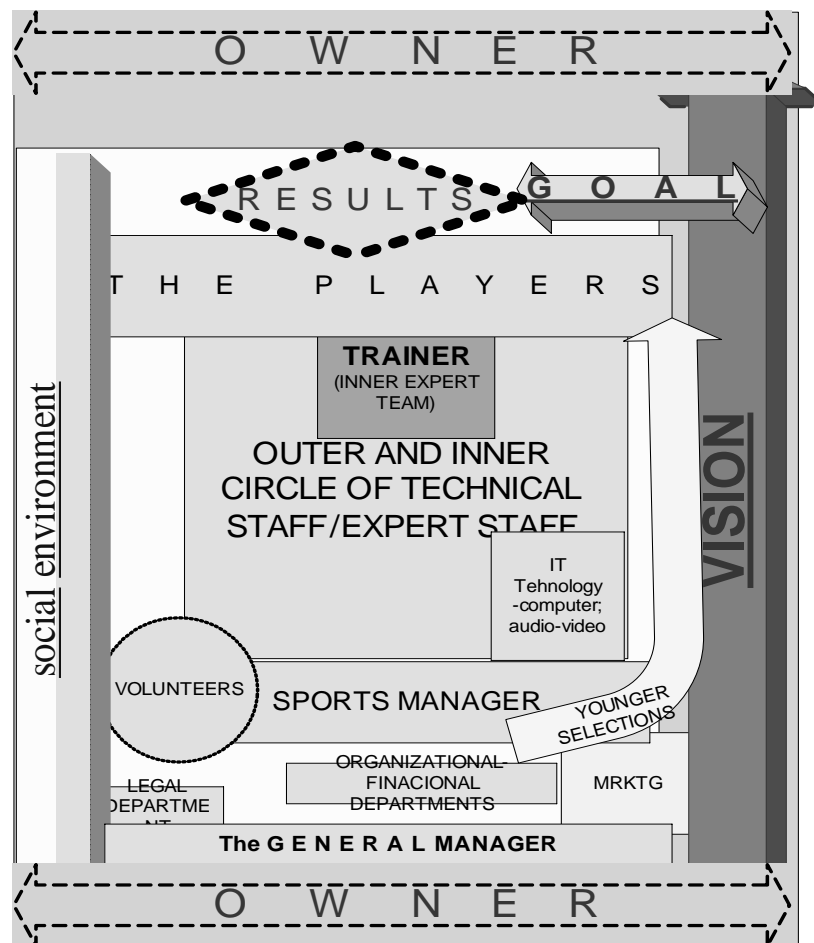 O W N E R
RESULTS
G O A L
T H E P L A Y E R S
TRAINER
(INNER EXPERT
TEAM)
OUTER AND INNER
CIRCLE OF TECHNICAL
STAFF/EXPERT STAFF
IT
Tehnology
-computer;
audio-video
social environment
VISION
VOLUNTEERS
SPORTS MANAGER
YOUNGER
SELECTIONS
ORGANIZATIONAL-
FINACIONAL
DEPARTMENTS
MRKTG
LEGAL
DEPARTME
NT
The G E N E R A L MANAGER
O W N E R